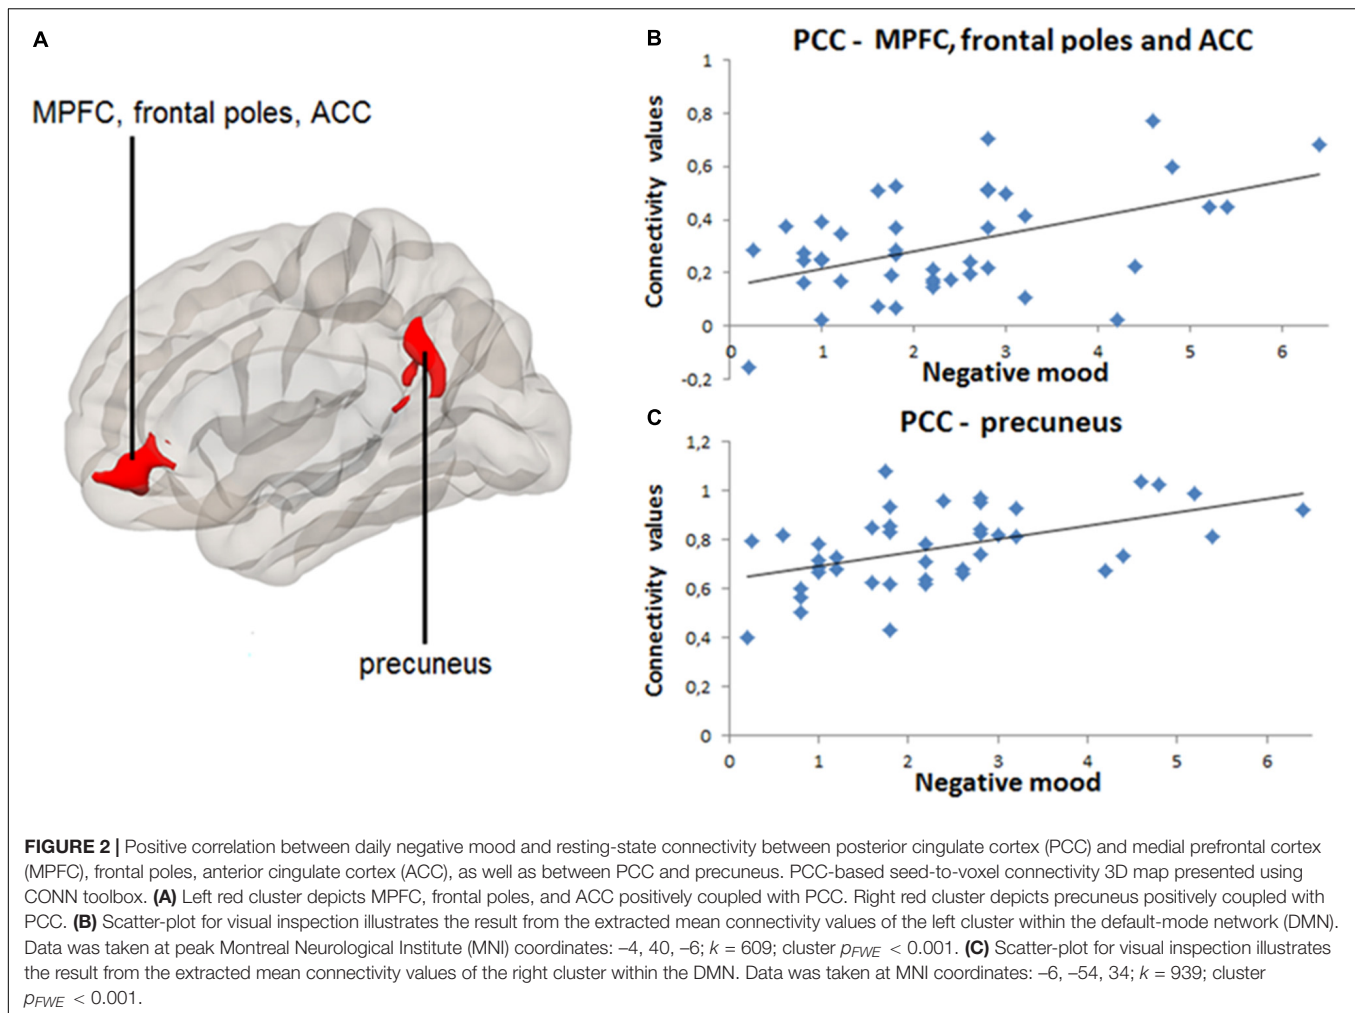 A
MPFC, frontal poles, ACC
precuneus
B
PCC - MPFC, frontal poles and ACC
Connectivity values
1
0,8
0,6
0,4
0,2
0
-0,2
0 1 2 3 4 5 6
Negative mood
C
PCC - precuneus
Connectivity values
1,2
1
0,8
0,6
0,4
0,2
0
0 1 2 3 4 5 6
Negative mood
FIGURE 2 | Positive correlation between daily negative mood and resting-state connectivity between posterior cingulate cortex (PCC) and medial prefrontal cortex
(MPFC), frontal poles, anterior cingulate cortex (ACC), as well as between PCC and precuneus. PCC-based seed-to-voxel connectivity 3D map presented using
CONN toolbox. (A) Left red cluster depicts MPFC, frontal poles, and ACC positively coupled with PCC. Right red cluster depicts precuneus positively coupled with
PCC. (B) Scatter-plot for visual inspection illustrates the result from the extracted mean connectivity values of the left cluster within the default-mode network (DMN).
Data was taken at peak Montreal Neurological Institute (MNI) coordinates: –4, 40, –6; k = 609; cluster pFWE < 0.001. (C) Scatter-plot for visual inspection illustrates
the result from the extracted mean connectivity values of the right cluster within the DMN. Data was taken at MNI coordinates: –6, –54, 34; k = 939; cluster
pFWE < 0.001.